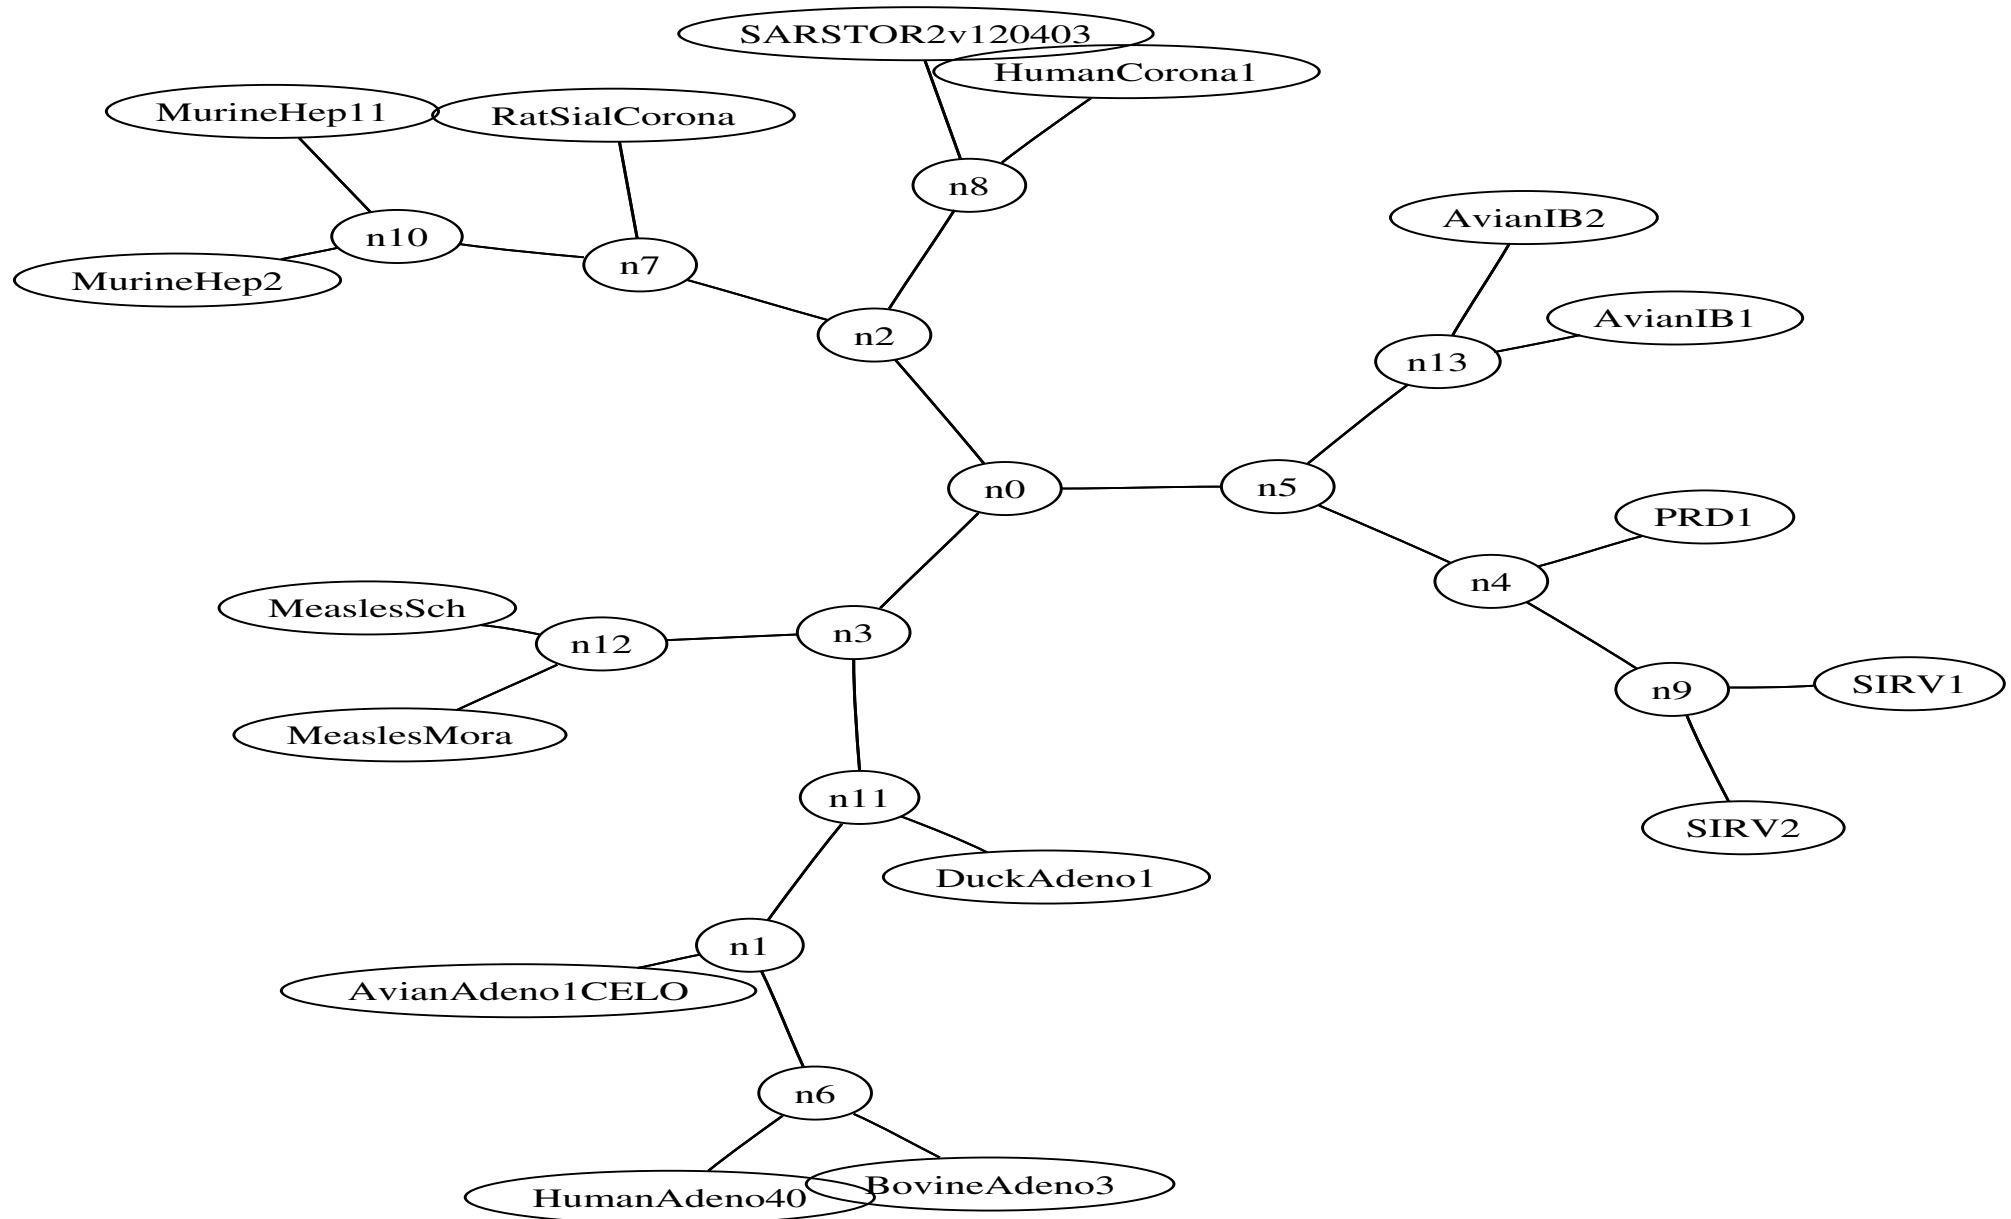 SARSTOR2v120403
HumanCorona1
MurineHep11
RatSialCorona
n8
AvianIB2
n10
n7
MurineHep2
AvianIB1
n2
n13
n0
n5
PRD1
n4
MeaslesSch
n3
n12
SIRV1
n9
MeaslesMora
n11
SIRV2
DuckAdeno1
n1
AvianAdeno1CELO
n6
BovineAdeno3
HumanAdeno40